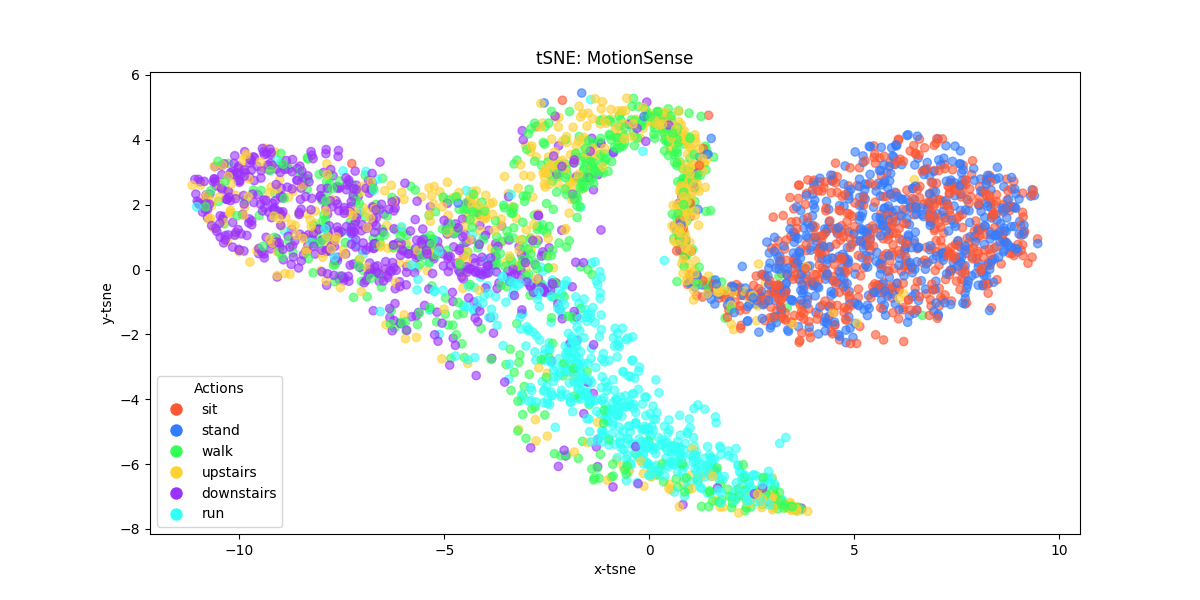 tSNE: MotionSense
6
4
2
0
−2
−4
−6
−8
y-tsne
Actions
sit
stand
walk
upstairs
downstairs
run
−10
−5
0
5
10
x-tsne